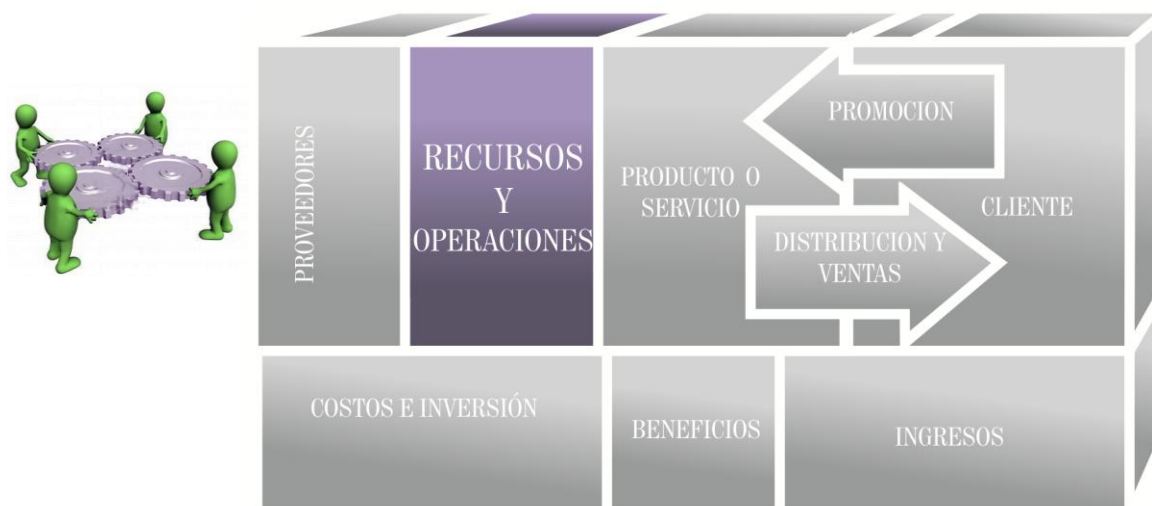 PROVEEDORES
RECURSOS
Y
OPERACIONES
PRODUCTO O
SERVICIO
PROMOCION
DISTRIBUCION Y
VENTAS
CLIENTE
COSTOS E INVERSIÓN
BENEFICIOS
INGRESOS